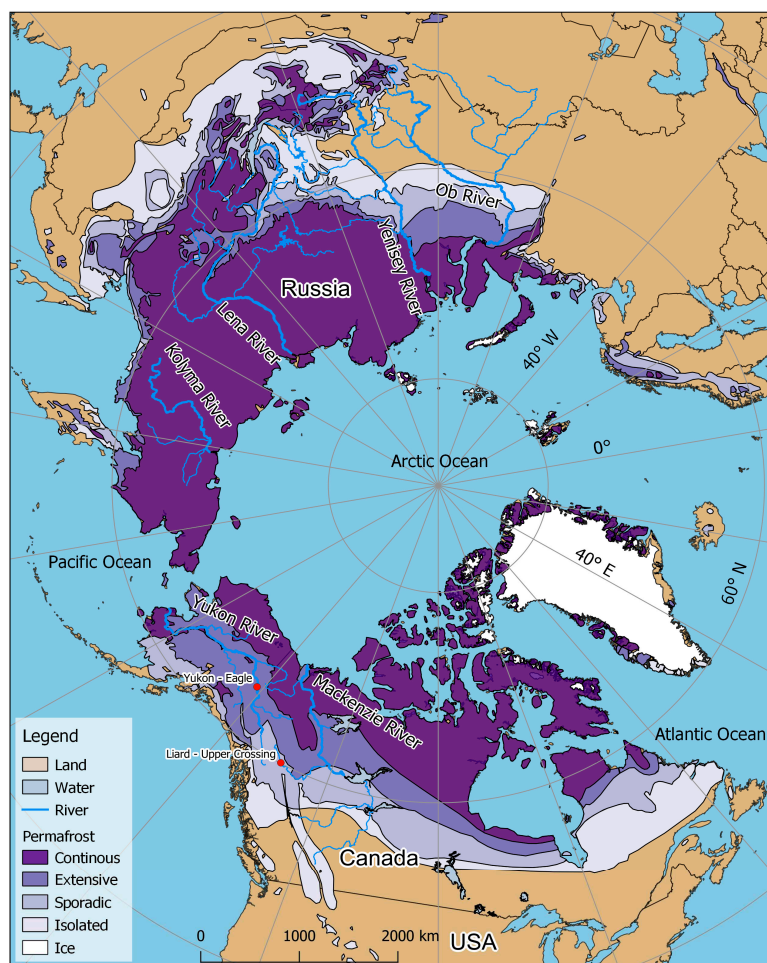 Ob River
Yenisey River
Russia
Lena River
40° W
Kolyma River
0°
Arctic Ocean
Pacific Ocean
40° E
60° N
Yukon River
Yukon - Eagle
Mackenzie River
Atlantic Ocean
Liard - Upper Crossing
Legend
Land
Water
River
Permafrost
Continous
Extensive
Sporadic
Isolated
Ice
Canada
0 1000 2000 km
USA